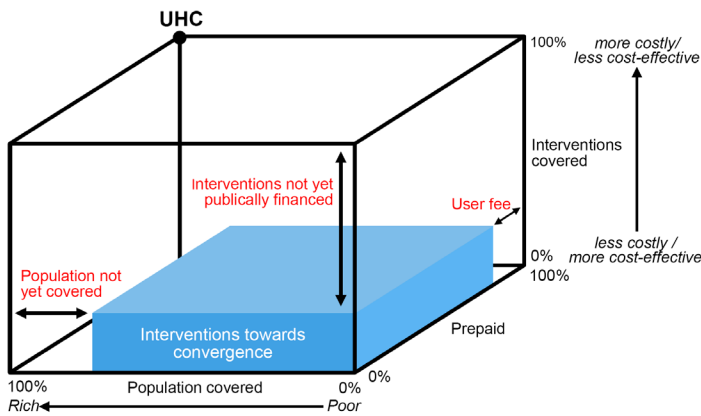 UHC
100%
more costly/
less cost-effective
Interventions
covered
Interventions not yet
publically financed
User fee
less costly /
more cost-effective
0%
100%
Population not
yet covered
Interventions towards
convergence
Prepaid
100%
Population covered
0%
0%
Rich
Poor